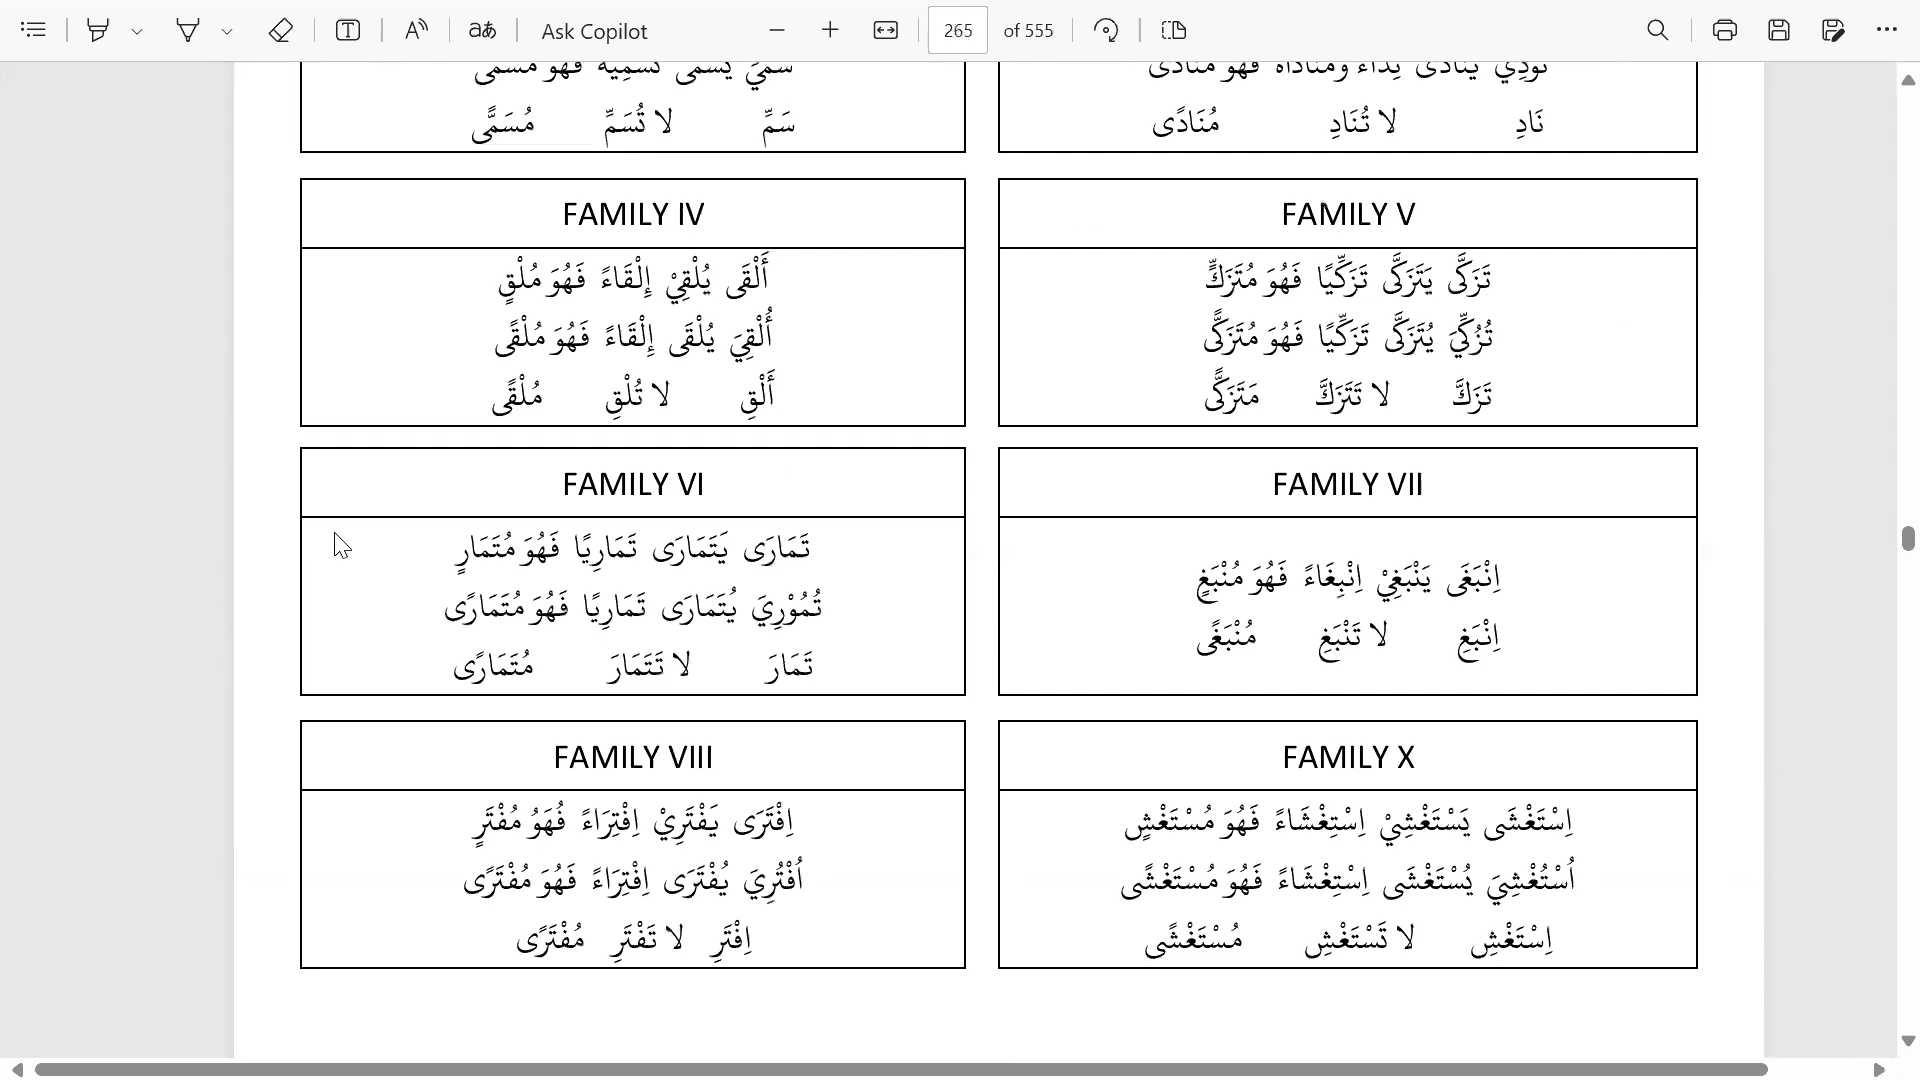 Ask Copilot
265 of 555
سَمِّ لا تُسَمِّ مُسَمًّى
نَادِ لا تُنَادِ مُنَادًى
FAMILY IV
أَلْقَى يُلْقِيْ إِلْقَاءً فَهُوَ مُلْقٍ
أُلْقِيَ يُلْقَى إِلْقَاءً فَهُوَ مُلْقًى
أَلْقِ لا تُلْقِ مُلْقًى
FAMILY V
تَزَكَّى يَتَزَكَّى تَزَكِّيًا فَهُوَ مُتَزَكٍّ
تُزُكِّيَ يُتَزَكَّى تَزَكِّيًا فَهُوَ مُتَزَكًّى
تَزَكَّ لا تَتَزَكَّ مَتَزَكًّى
FAMILY VI
تَمَارَى يَتَمَارَى تَمَارِيًا فَهُوَ مُتَمَارٍ
تُمُوْرِيَ يُتَمَارَى تَمَارِيًا فَهُوَ مُتَمَارًى
تَمَارَ لا تَتَمَارَ مُتَمَارًى
FAMILY VII
اِنْبَغَى يَنْبَغِيْ اِنْبِغَاءً فَهُوَ مُنْبَغٍ
اِنْبَغِ لا تَنْبَغِ مُنْبَغًى
FAMILY VIII
اِفْتَرَى يَفْتَرِيْ اِفْتِرَاءً فُهَوُ مُفْتَرٍ
اُفْتُرِيَ يُفْتَرَى اِفْتِرَاءً فَهُوَ مُفْتَرًى
اِفْتَرِ لا تَفْتَرِ مُفْتَرًى
FAMILY X
اِسْتَغْشَى يَسْتَغْشِيْ اِسْتِغْشَاءً فَهُوَ مُسْتَغْشٍ
اُسْتُغْشِيَ يُسْتَغْشَى اِسْتِغْشَاءً فَهُوَ مُسْتَغْشًى
اِسْتَغْشِ لا تَسْتَغْشِ مُسْتَغْشًى